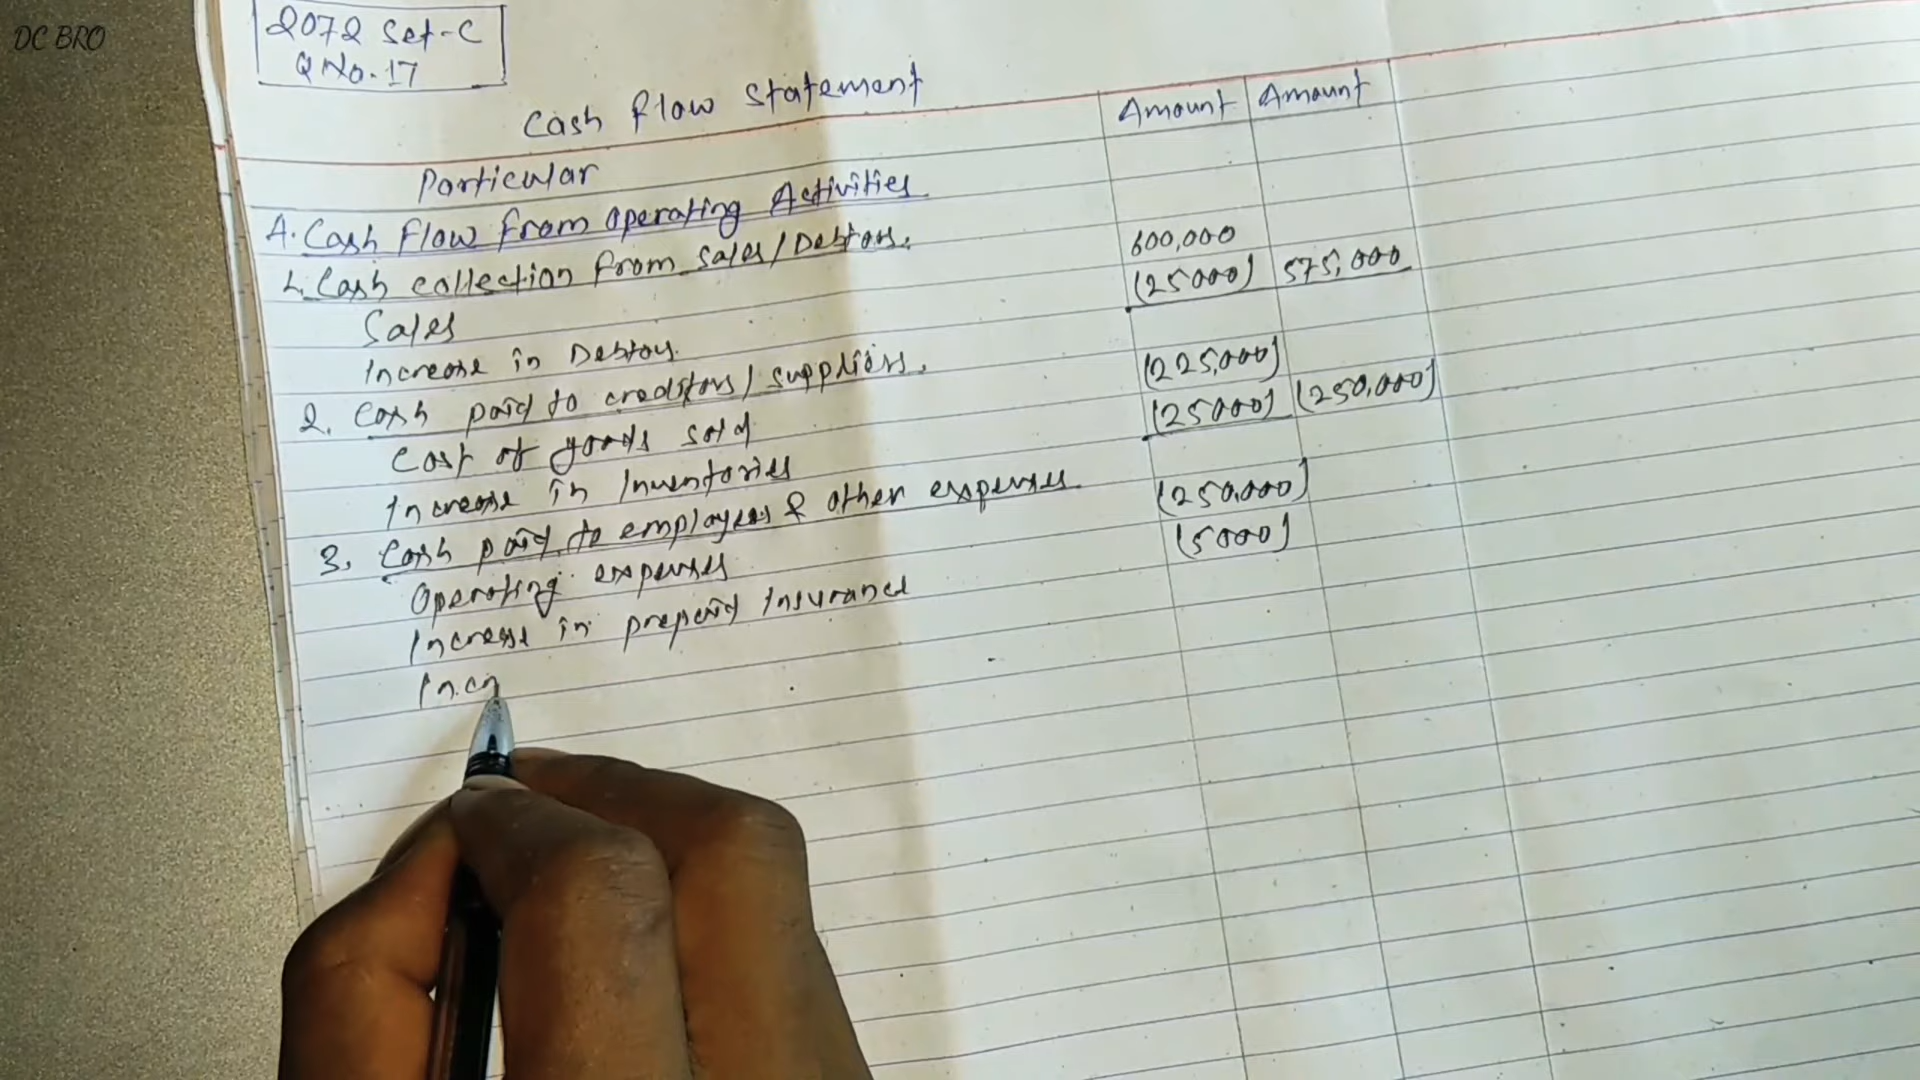 DC BRO
2072 Set-C
Q No.17
Cash flow Statement
Particular Amount Amount
A. Cash flow from operating Activities
1. Cash collection from sales/Debtors.
Sales 600,000
Increase in Debtors. (25000) 575,000
2. Cash paid to creditors/suppliers.
Cost of goods sold (225,000)
Increase in Inventories (25000) (250,000)
3. Cash paid to employees & other expenses.
Operating expenses (250,000)
Increase in prepaid Insurance (5000)
Incr